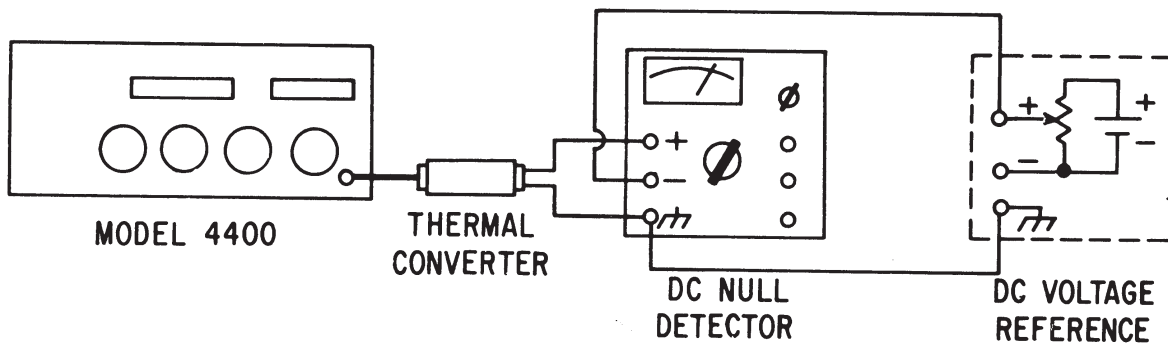 MODEL 4400
THERMAL
CONVERTER
+
−
DC NULL
DETECTOR
+
−
+
−
DC VOLTAGE
REFERENCE